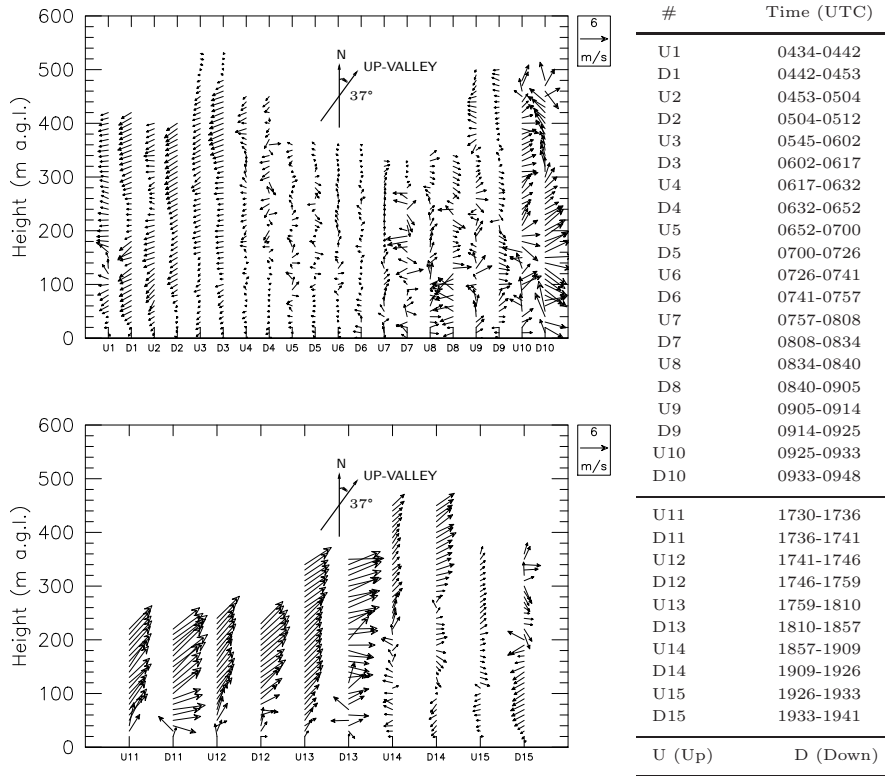 600
500
400
300
200
100
0
Height (m a.g.l.)
N
UP-VALLEY
37°
6
m/s
U1 D1 U2 D2 U3 D3 U4 D4 U5 D5 U6 D6 U7 D7 U8 D8 U9 D9 U10 D10
600
500
400
300
200
100
0
Height (m a.g.l.)
N
UP-VALLEY
37°
6
m/s
U11 D11 U12 D12 U13 D13 U14 D14 U15 D15
# Time (UTC)
U1 0434-0442
D1 0442-0453
U2 0453-0504
D2 0504-0512
U3 0545-0602
D3 0602-0617
U4 0617-0632
D4 0632-0652
U5 0652-0700
D5 0700-0726
U6 0726-0741
D6 0741-0757
U7 0757-0808
D7 0808-0834
U8 0834-0840
D8 0840-0905
U9 0905-0914
D9 0914-0925
U10 0925-0933
D10 0933-0948
U11 1730-1736
D11 1736-1741
U12 1741-1746
D12 1746-1759
U13 1759-1810
D13 1810-1857
U14 1857-1909
D14 1909-1926
U15 1926-1933
D15 1933-1941
U (Up) D (Down)